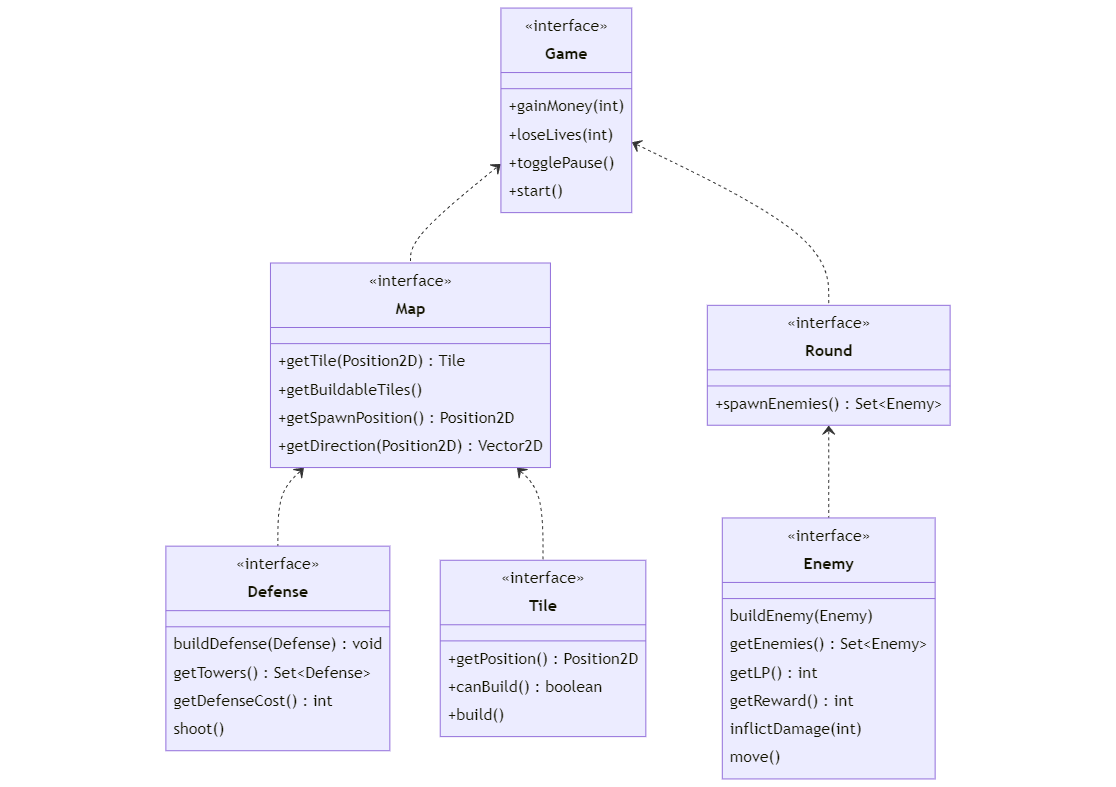 «interface»
Game
+gainMoney(int)
+loseLives(int)
+togglePause()
+start()
«interface»
Map
+getTile(Position2D) : Tile
+getBuildableTiles()
+getSpawnPosition() : Position2D
+getDirection(Position2D) : Vector2D
«interface»
Round
+spawnEnemies() : Set<Enemy>
«interface»
Defense
buildDefense(Defense) : void
getTowers() : Set<Defense>
getDefenseCost() : int
shoot()
«interface»
Tile
+getPosition() : Position2D
+canBuild() : boolean
+build()
«interface»
Enemy
buildEnemy(Enemy)
getEnemies() : Set<Enemy>
getLP() : int
getReward() : int
inflictDamage(int)
move()